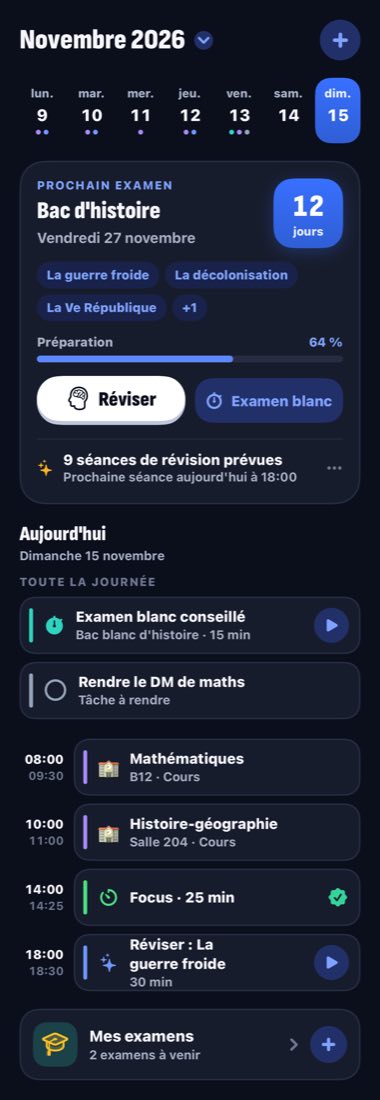 Novembre 2026
lun. mar. mer. jeu. ven. sam. dim.
9 10 11 12 13 14 15
PROCHAIN EXAMEN
Bac d'histoire
Vendredi 27 novembre
12
jours
La guerre froide La décolonisation
La Ve République +1
Préparation 64 %
Réviser Examen blanc
9 séances de révision prévues
Prochaine séance aujourd'hui à 18:00
Aujourd'hui
Dimanche 15 novembre
TOUTE LA JOURNÉE
Examen blanc conseillé
Bac blanc d'histoire · 15 min
Rendre le DM de maths
Tâche à rendre
08:00 Mathématiques
09:30 B12 · Cours
10:00 Histoire-géographie
11:00 Salle 204 · Cours
14:00 Focus · 25 min
14:25
18:00 Réviser : La
18:30 guerre froide
30 min
Mes examens
2 examens à venir